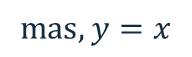 mas, y = x